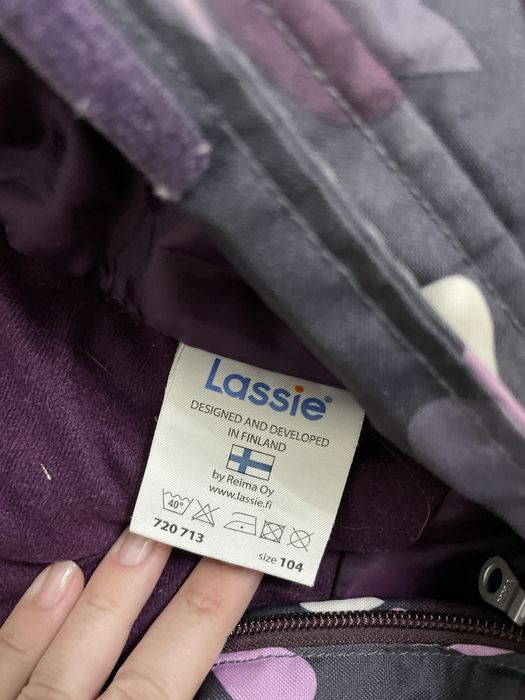 Lassie®
DESIGNED AND DEVELOPED
IN FINLAND
by Reima Oy
www.lassie.fi
40°
720 713
size 104